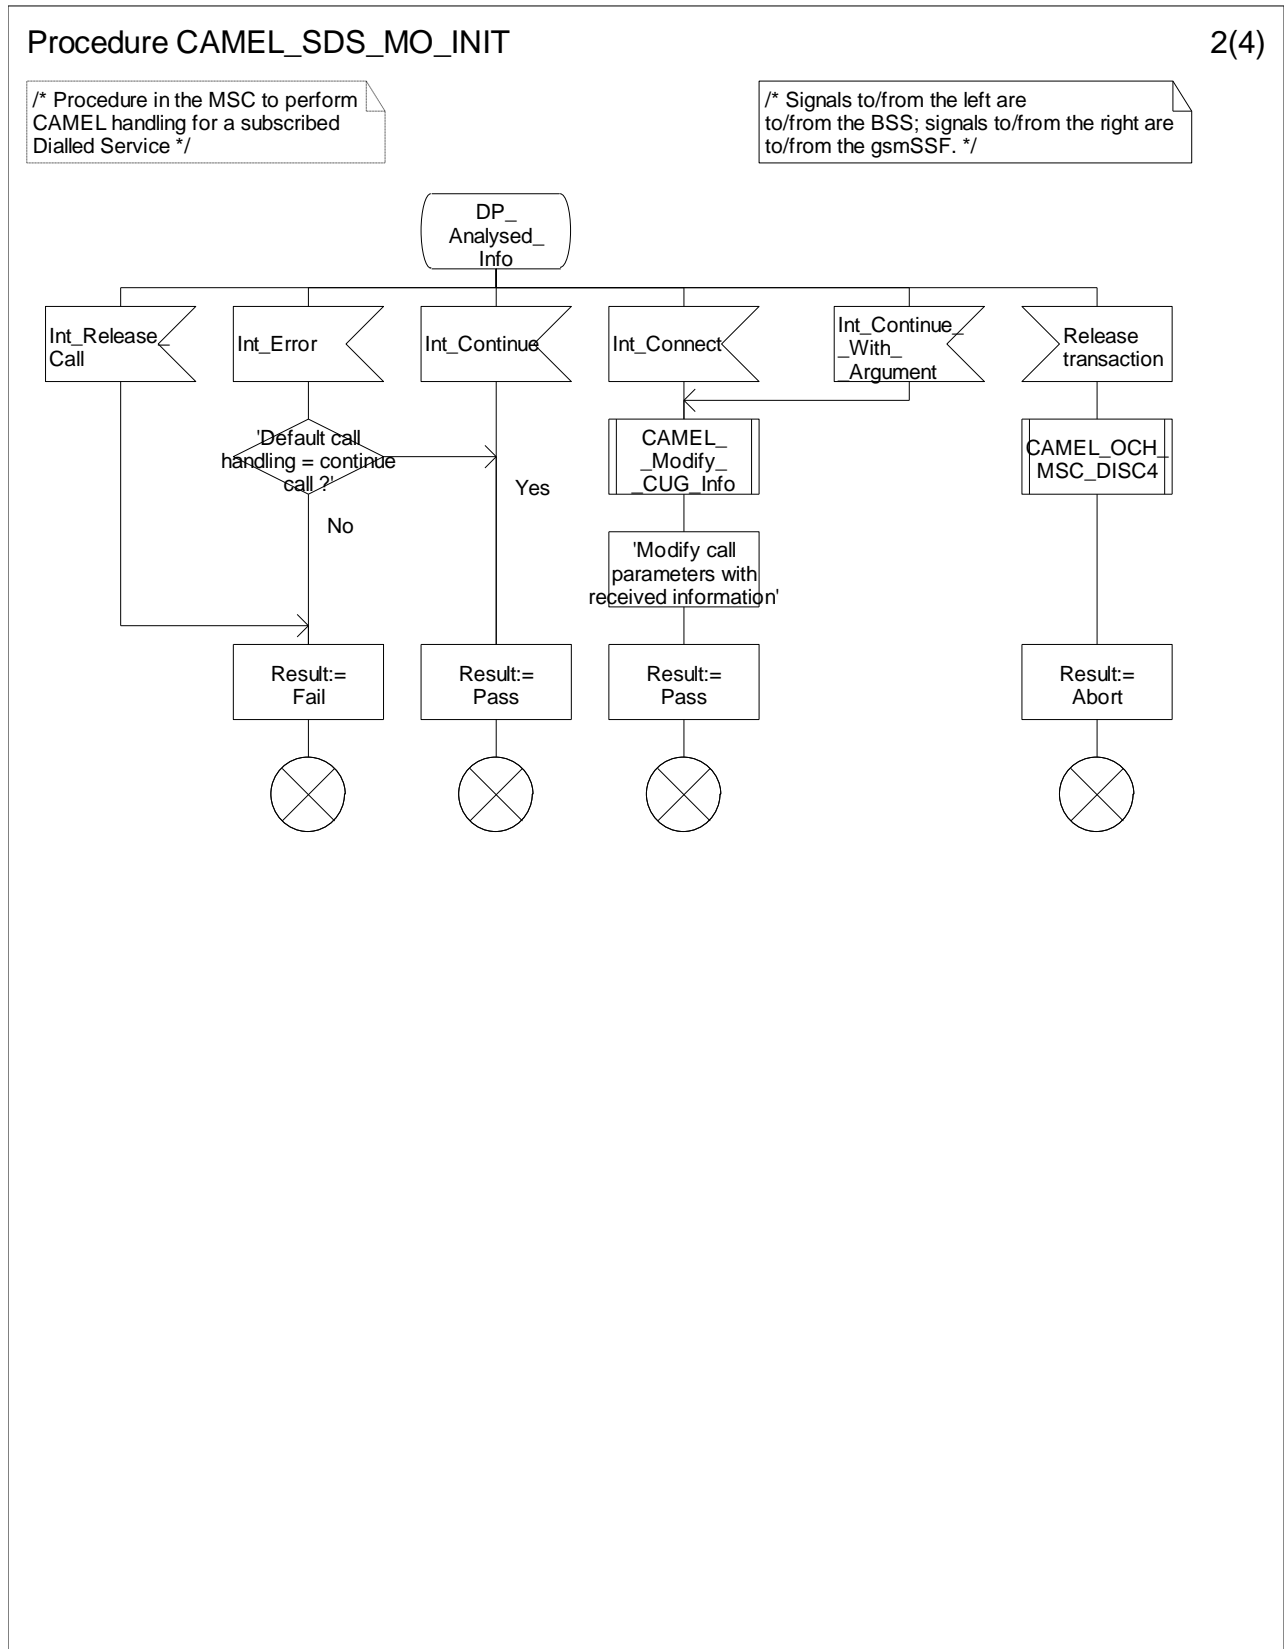 Procedure CAMEL_SDS_MO_INIT
2(4)
/* Procedure in the MSC to perform
CAMEL handling for a subscribed
Dialled Service */
/* Signals to/from the left are
to/from the BSS; signals to/from the right are
to/from the gsmSSF. */
DP_
Analysed_
Info
Int_Release_
Call
Int_Error
Int_Continue
Int_Connect
Int_Continue_
_With_
_Argument
Release
transaction
'Default call
handling = continue
call ?'
Yes
No
CAMEL_
_Modify_
_CUG_Info
CAMEL_OCH_
MSC_DISC4
'Modify call
parameters with
received information'
Result:=
Fail
Result:=
Pass
Result:=
Pass
Result:=
Abort